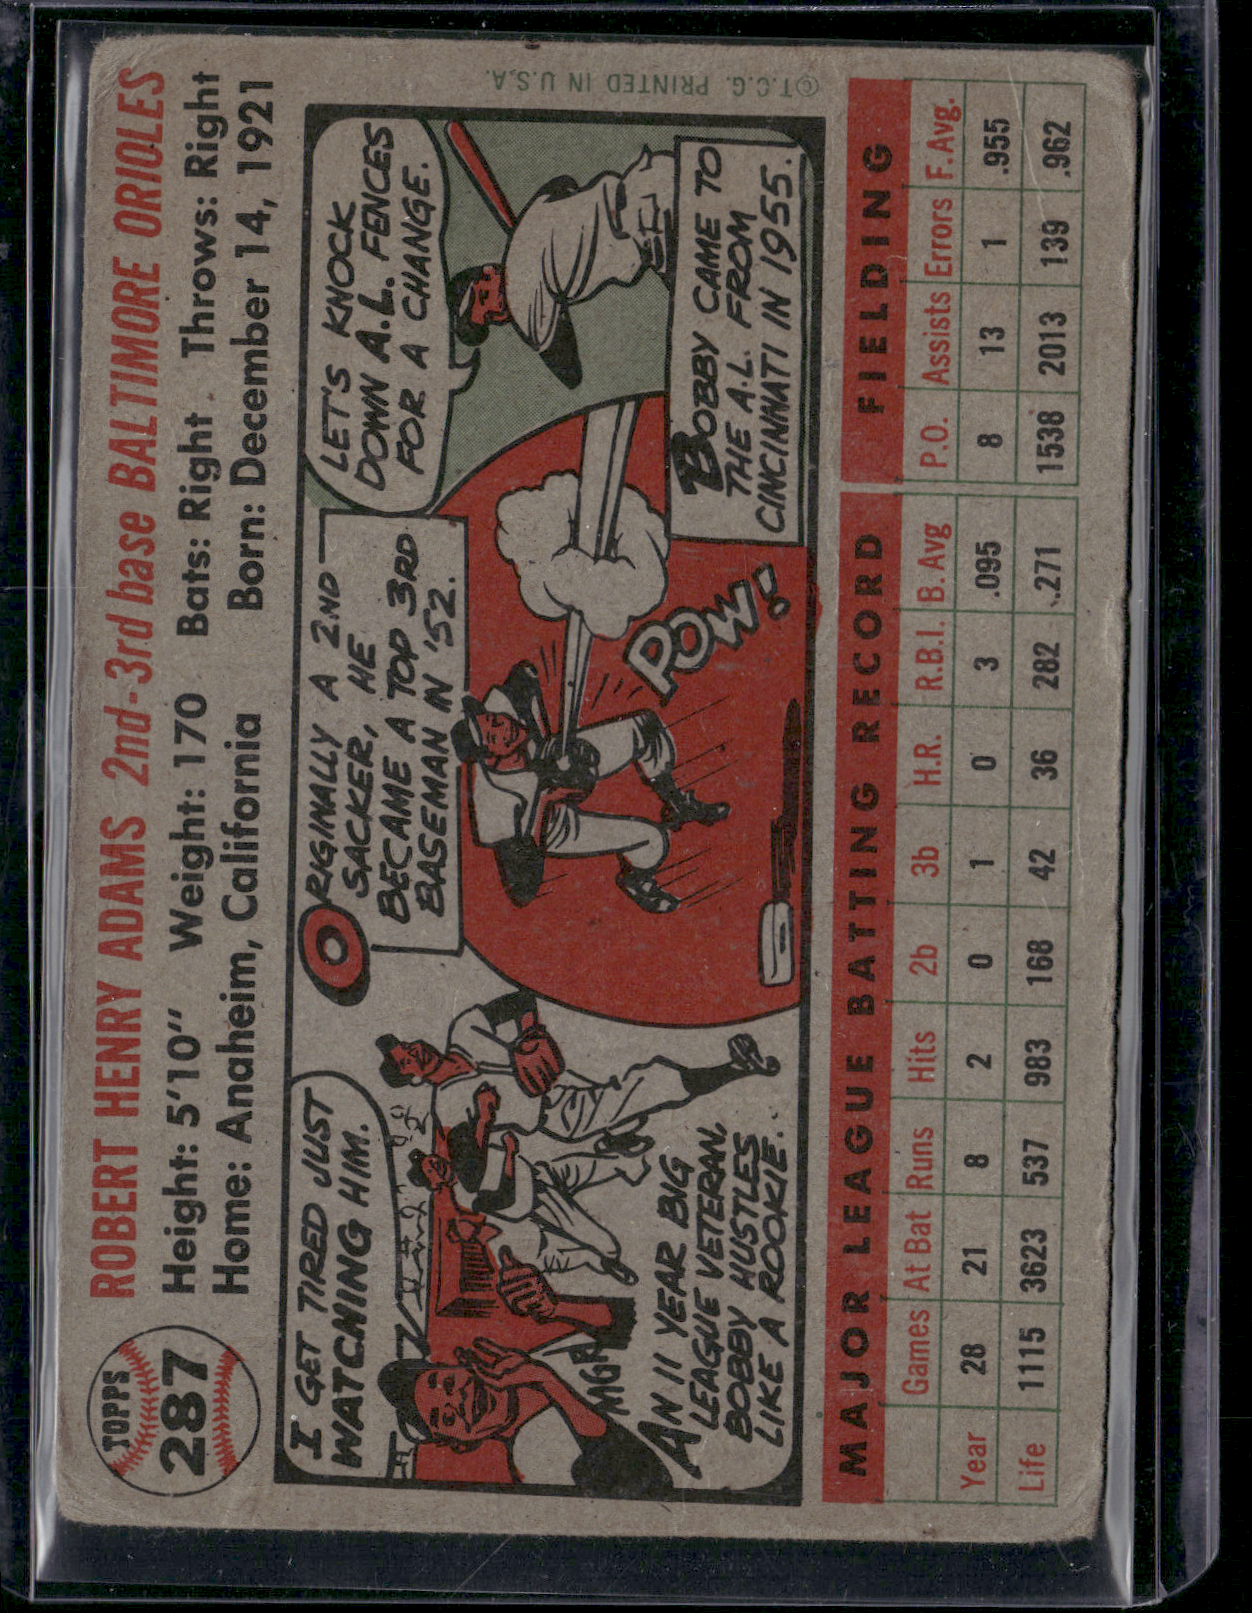 TOPPS
287
ROBERT HENRY ADAMS 2nd-3rd base BALTIMORE ORIOLES
Height: 5'10" Weight: 170 Bats: Right Throws: Right
Home: Anaheim, California Born: December 14, 1921
I GET TIRED JUST
WATCHING HIM.
MGR
AN 11 YEAR BIG
LEAGUE VETERAN,
BOBBY HUSTLES
LIKE A ROOKIE.
ORIGINALLY A 2ND
SACKER, HE
BECAME A TOP 3RD
BASEMAN IN '52.
POW!
LET'S KNOCK
DOWN A.L. FENCES
FOR A CHANGE.
BOBBY CAME TO
THE A.L. FROM
CINCINNATI IN 1955.
©T.C.G. PRINTED IN U.S.A.
MAJOR LEAGUE BATTING RECORD FIELDING
Games At Bat Runs Hits 2b 3b H.R. R.B.I. B. Avg P.O. Assists Errors F. Avg.
Year 28 21 8 2 0 1 0 3 .095 8 13 1 .955
Life 1115 3623 537 983 168 42 36 282 .271 1538 2013 139 .962